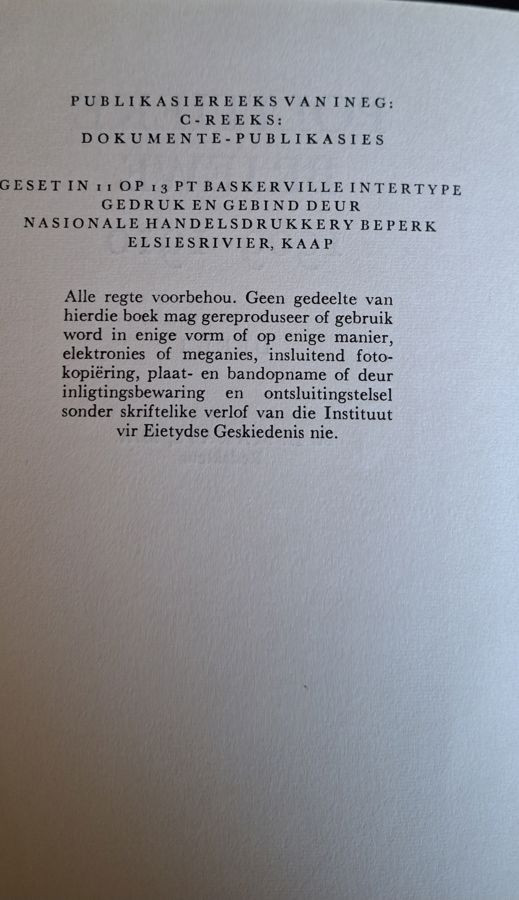 PUBLIKASIEREEKS VAN INEG:
C-REEKS:
DOKUMENTE-PUBLIKASIES
GESET IN 11 OP 13 PT BASKERVILLE INTERTYPE
GEDRUK EN GEBIND DEUR
NASIONALE HANDELSDRUKKERY BEPERK
ELSIESRIVIER, KAAP
Alle regte voorbehou. Geen gedeelte van
hierdie boek mag gereproduseer of gebruik
word in enige vorm of op enige manier,
elektronies of meganies, insluitend foto-
kopiëring, plaat- en bandopname of deur
inligtingsbewaring en ontsluitingstelsel
sonder skriftelike verlof van die Instituut
vir Eietydse Geskiedenis nie.